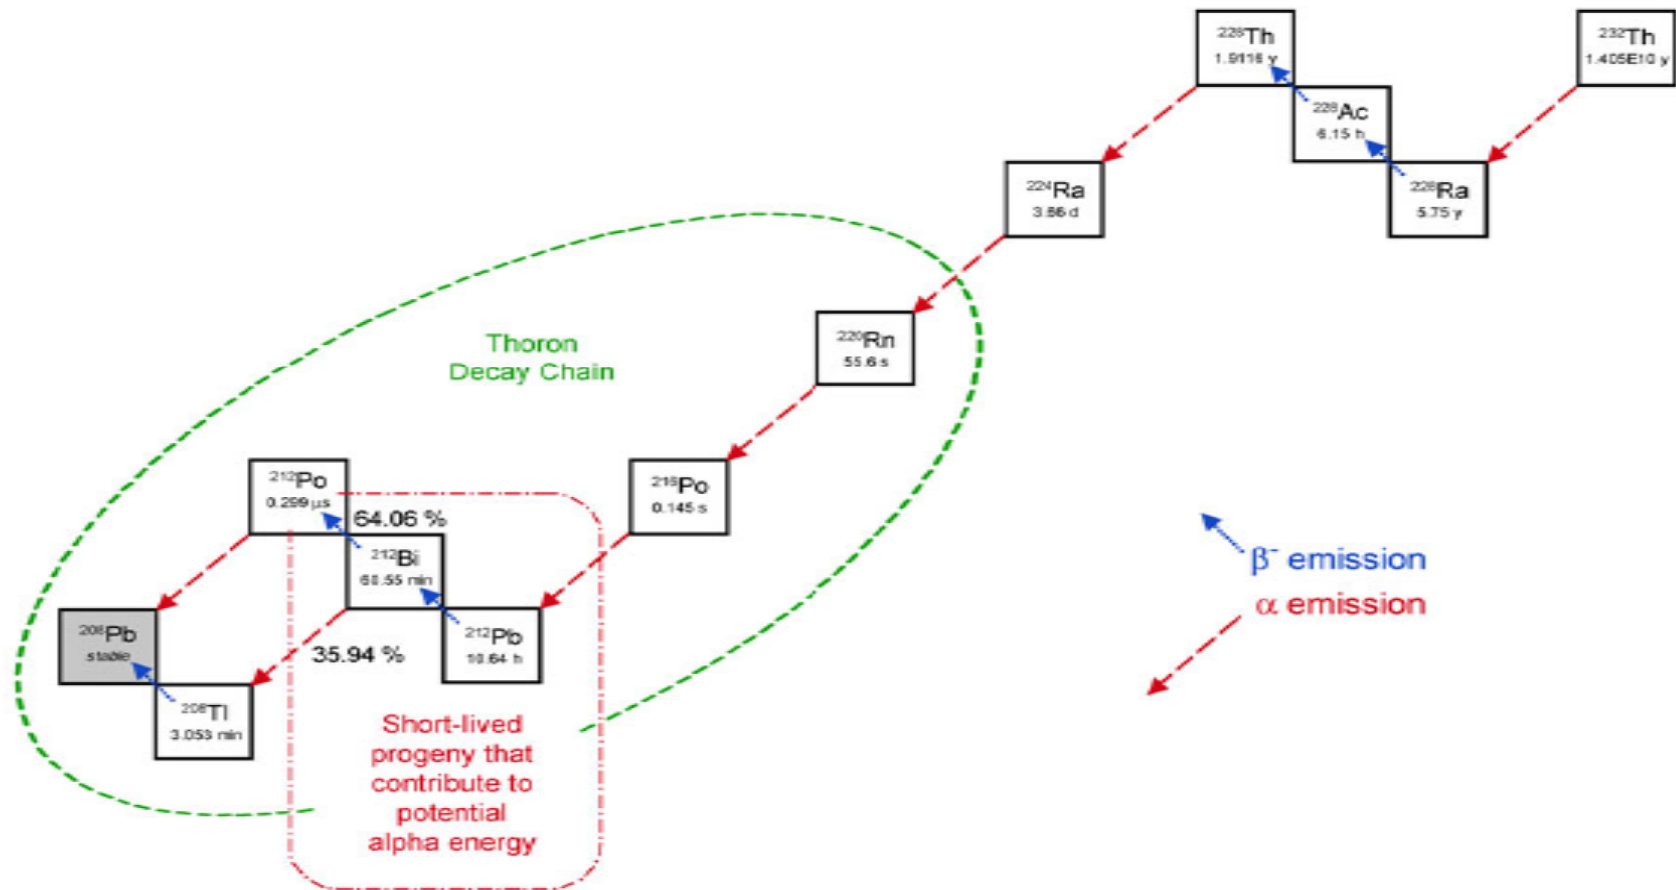 ²²⁸Th
1.9116 y
²³²Th
1.405E10 y
²²⁸Ac
6.15 h
²²⁴Ra
3.66 d
²²⁸Ra
5.75 y
²²⁰Rn
55.6 s
Thoron
Decay Chain
²¹²Po
0.299 µs
²¹⁶Po
0.145 s
64.06 %
²¹²Bi
60.55 min
²⁰⁸Pb
stable
²¹²Pb
10.64 h
35.94 %
²⁰⁸Tl
3.053 min
Short-lived
progeny that
contribute to
potential
alpha energy
β⁻ emission
α emission